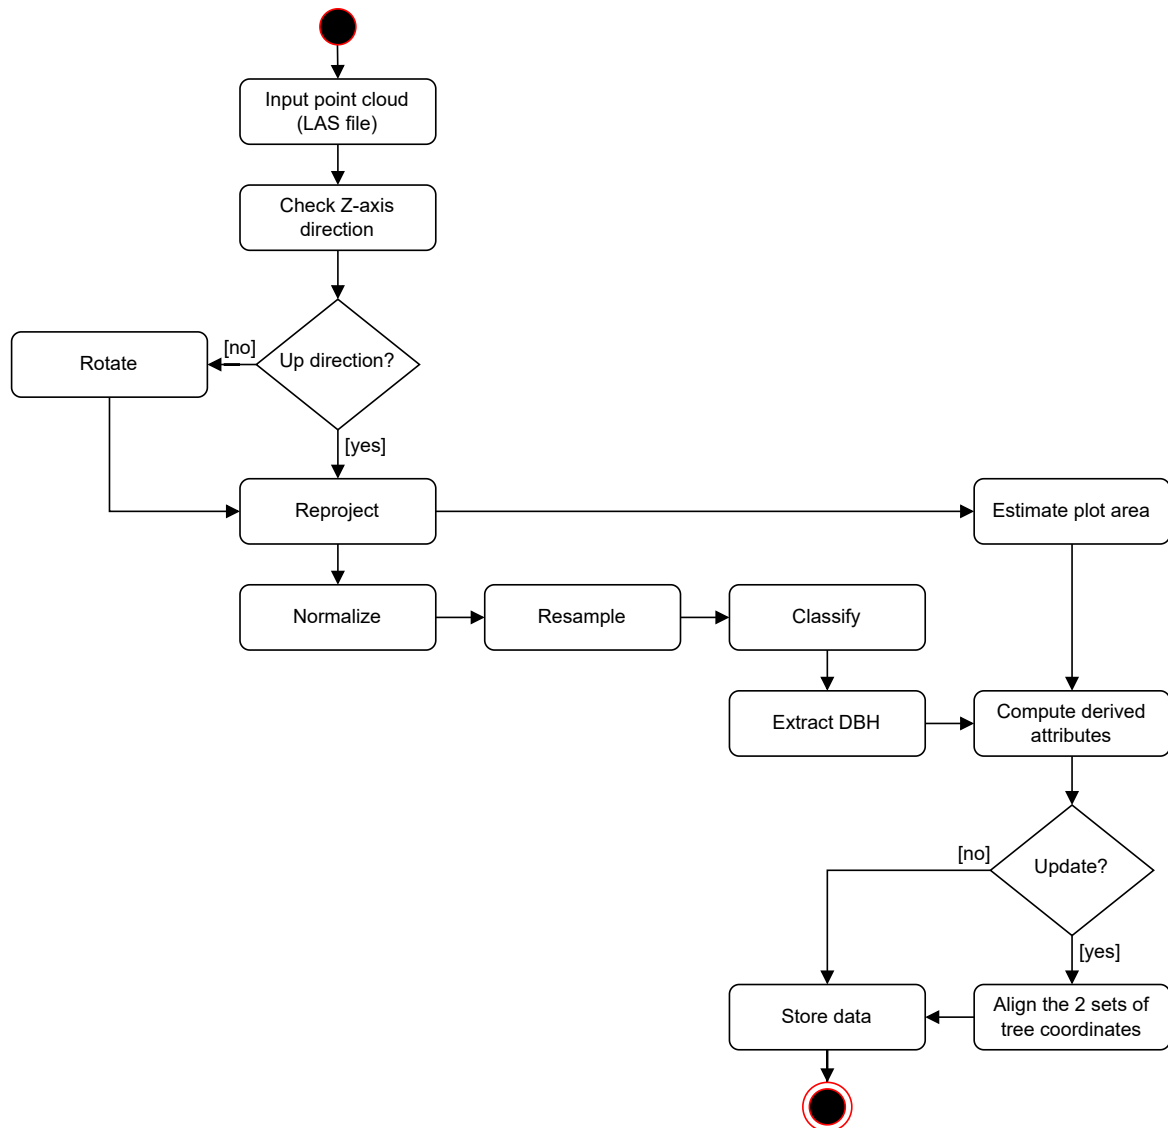 Input point cloud
(LAS file)
Check Z-axis
direction
[no]
Up direction?
Rotate
[yes]
Reproject
Estimate plot area
Normalize
Resample
Classify
Extract DBH
Compute derived
attributes
[no]
Update?
[yes]
Store data
Align the 2 sets of
tree coordinates